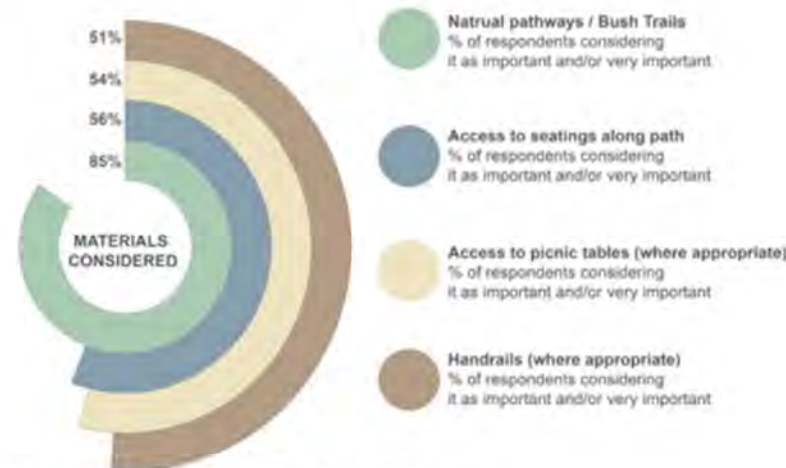 51%
54%
56%
85%
MATERIALS
CONSIDERED
Natrual pathways / Bush Trails
% of respondents considering
it as important and/or very important
Access to seatings along path
% of respondents considering
it as important and/or very important
Access to picnic tables (where appropriate)
% of respondents considering
it as important and/or very important
Handrails (where appropriate)
% of respondents considering
it as important and/or very important